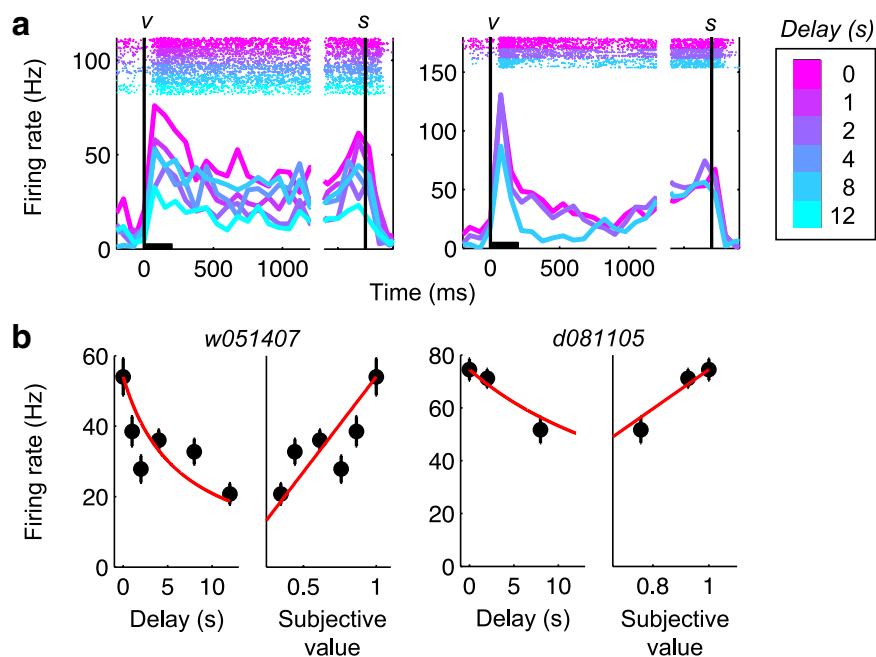 a
v s v s Delay (s)
Firing rate (Hz)
100
50
0
150
100
50
0
0
1
2
4
8
12
0 500 1000 0 500 1000
Time (ms)
b
w051407 d081105
Firing rate (Hz)
60
40
20
0
80
60
40
20
0
0 5 10 0.5 1 0 5 10 0.8 1
Delay (s) Subjective value Delay (s) Subjective value